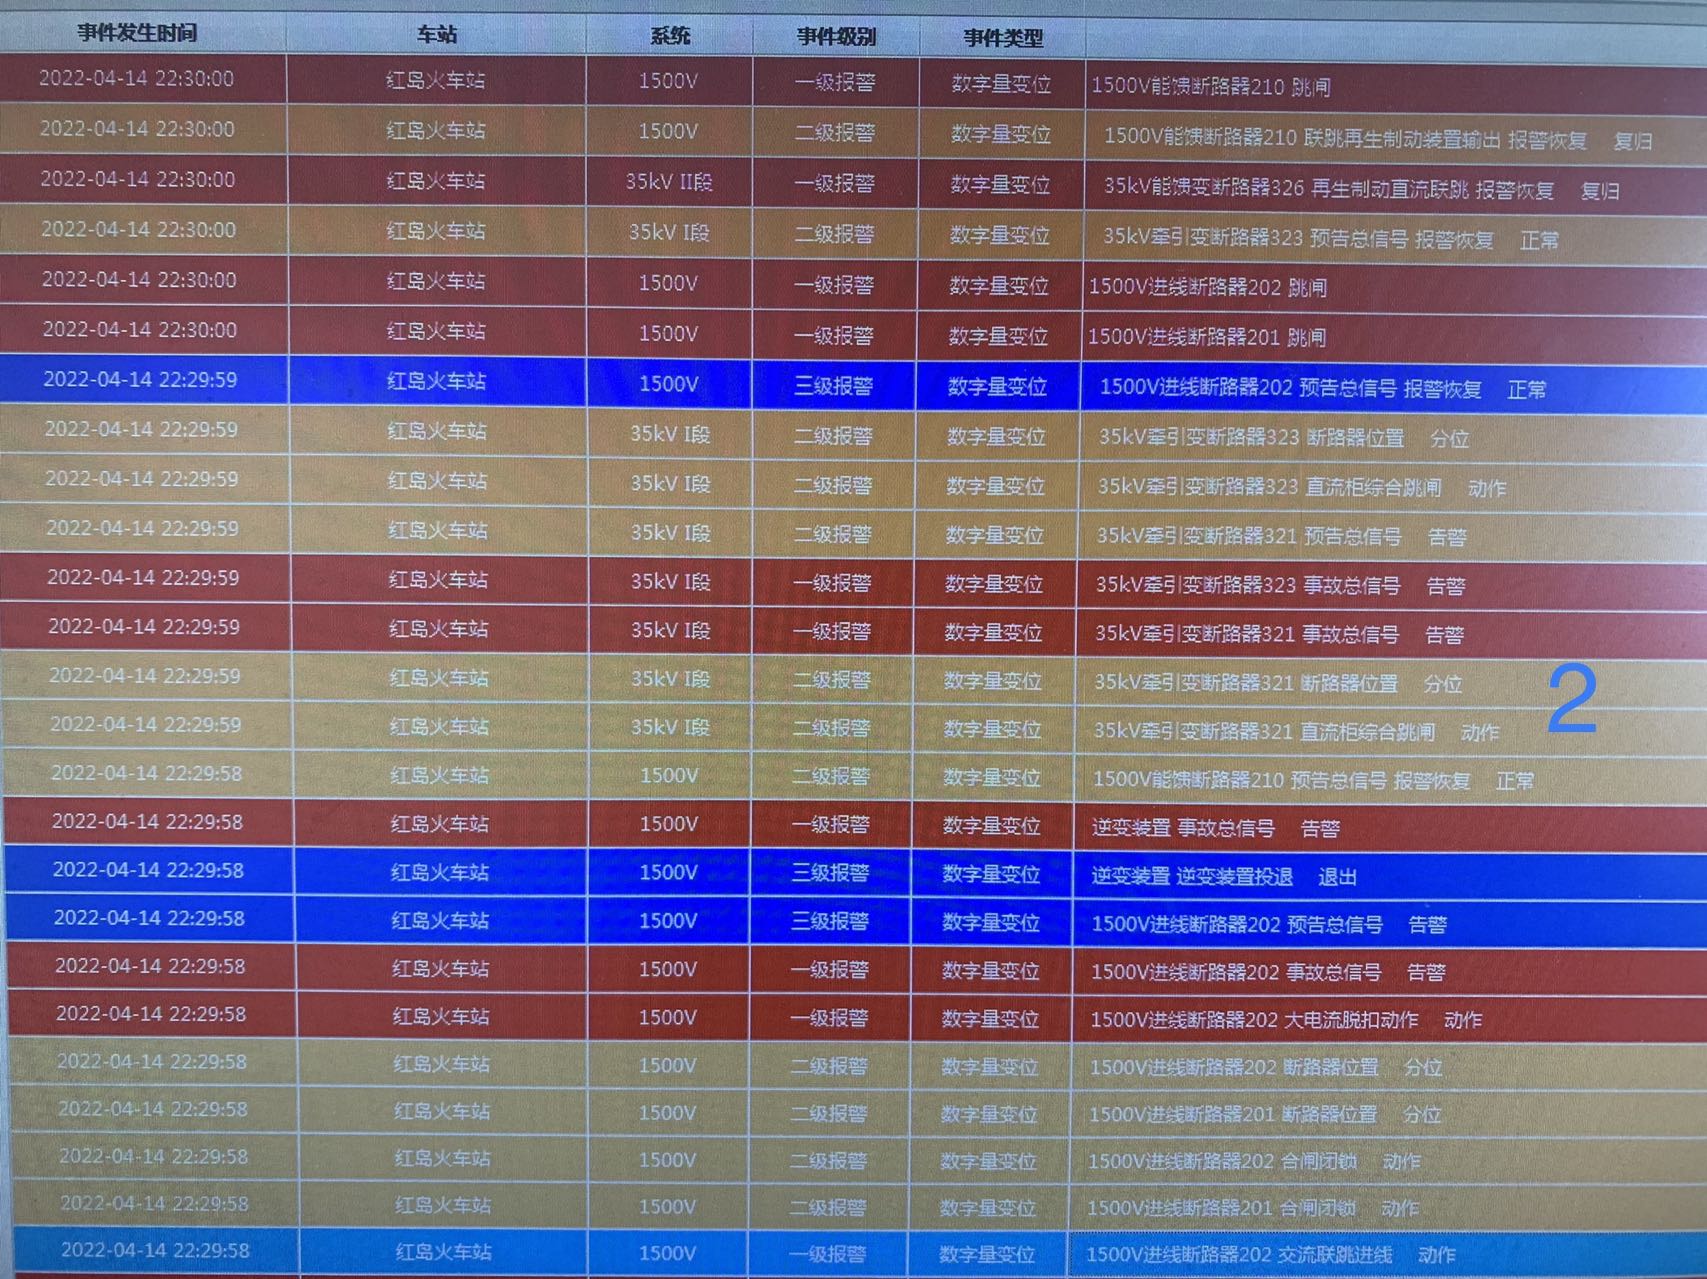 事件发生时间 车站 系统 事件级别 事件类型
2022-04-14 22:30:00 红岛火车站 1500V 一级报警 数字量变位 1500V能馈断路器210 跳闸
2022-04-14 22:30:00 红岛火车站 1500V 二级报警 数字量变位 1500V能馈断路器210 联跳再生制动装置输出 报警恢复 复归
2022-04-14 22:30:00 红岛火车站 35kV II段 一级报警 数字量变位 35kV能馈变断路器326 再生制动直流联跳 报警恢复 复归
2022-04-14 22:30:00 红岛火车站 35kV I段 二级报警 数字量变位 35kV牵引变断路器323 预告总信号 报警恢复 正常
2022-04-14 22:30:00 红岛火车站 1500V 一级报警 数字量变位 1500V进线断路器202 跳闸
2022-04-14 22:30:00 红岛火车站 1500V 一级报警 数字量变位 1500V进线断路器201 跳闸
2022-04-14 22:29:59 红岛火车站 1500V 三级报警 数字量变位 1500V进线断路器202 预告总信号 报警恢复 正常
2022-04-14 22:29:59 红岛火车站 35kV I段 二级报警 数字量变位 35kV牵引变断路器323 断路器位置 分位
2022-04-14 22:29:59 红岛火车站 35kV I段 二级报警 数字量变位 35kV牵引变断路器323 直流柜综合跳闸 动作
2022-04-14 22:29:59 红岛火车站 35kV I段 二级报警 数字量变位 35kV牵引变断路器321 预告总信号 告警
2022-04-14 22:29:59 红岛火车站 35kV I段 一级报警 数字量变位 35kV牵引变断路器323 事故总信号 告警
2022-04-14 22:29:59 红岛火车站 35kV I段 一级报警 数字量变位 35kV牵引变断路器321 事故总信号 告警
2022-04-14 22:29:59 红岛火车站 35kV I段 二级报警 数字量变位 35kV牵引变断路器321 断路器位置 分位
2
2022-04-14 22:29:59 红岛火车站 35kV I段 二级报警 数字量变位 35kV牵引变断路器321 直流柜综合跳闸 动作
2022-04-14 22:29:58 红岛火车站 1500V 二级报警 数字量变位 1500V能馈断路器210 预告总信号 报警恢复 正常
2022-04-14 22:29:58 红岛火车站 1500V 一级报警 数字量变位 逆变装置 事故总信号 告警
2022-04-14 22:29:58 红岛火车站 1500V 三级报警 数字量变位 逆变装置 逆变装置投退 退出
2022-04-14 22:29:58 红岛火车站 1500V 三级报警 数字量变位 1500V进线断路器202 预告总信号 告警
2022-04-14 22:29:58 红岛火车站 1500V 一级报警 数字量变位 1500V进线断路器202 事故总信号 告警
2022-04-14 22:29:58 红岛火车站 1500V 一级报警 数字量变位 1500V进线断路器202 大电流脱扣动作 动作
2022-04-14 22:29:58 红岛火车站 1500V 二级报警 数字量变位 1500V进线断路器202 断路器位置 分位
2022-04-14 22:29:58 红岛火车站 1500V 二级报警 数字量变位 1500V进线断路器201 断路器位置 分位
2022-04-14 22:29:58 红岛火车站 1500V 二级报警 数字量变位 1500V进线断路器202 合闸闭锁 动作
2022-04-14 22:29:58 红岛火车站 1500V 二级报警 数字量变位 1500V进线断路器201 合闸闭锁 动作
2022-04-14 22:29:58 红岛火车站 1500V 一级报警 数字量变位 1500V进线断路器202 交流联跳进线 动作